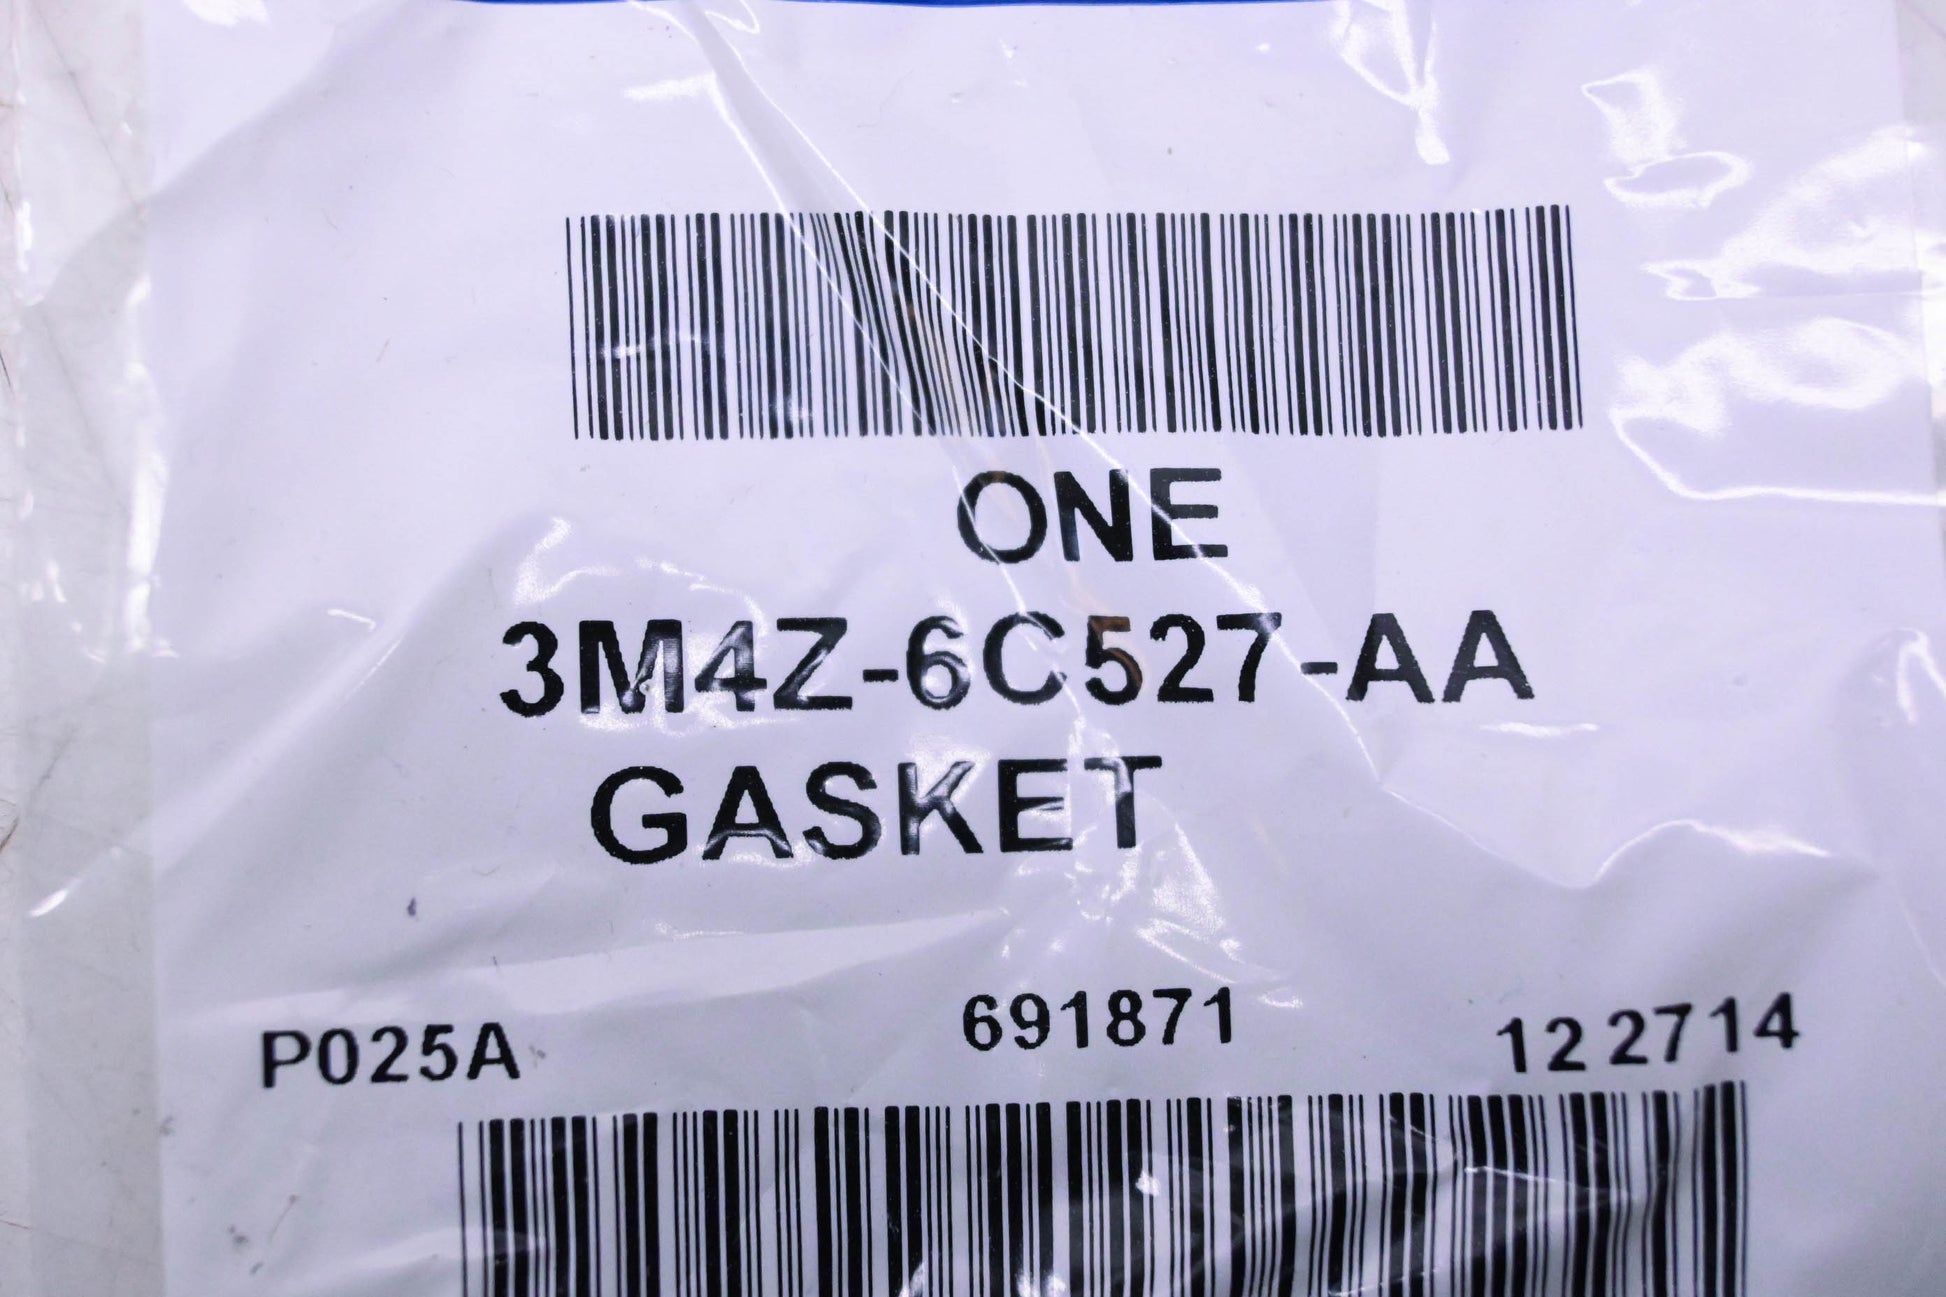 ONE
3M4Z-6C527-AA
GASKET
P025A 691871 12 27 14